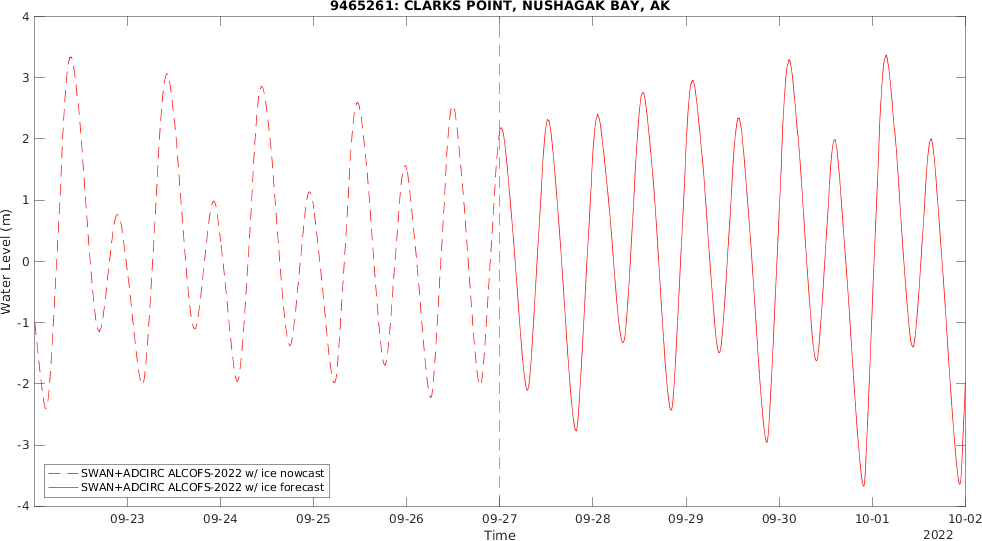 9465261: CLARKS POINT, NUSHAGAK BAY, AK
4
3
2
1
0
-1
-2
-3
-4
Water Level (m)
SWAN+ADCIRC ALCOFS-2022 w/ ice nowcast
SWAN+ADCIRC ALCOFS-2022 w/ ice forecast
09-23 09-24 09-25 09-26 09-27 09-28 09-29 09-30 10-01 10-02
Time
2022